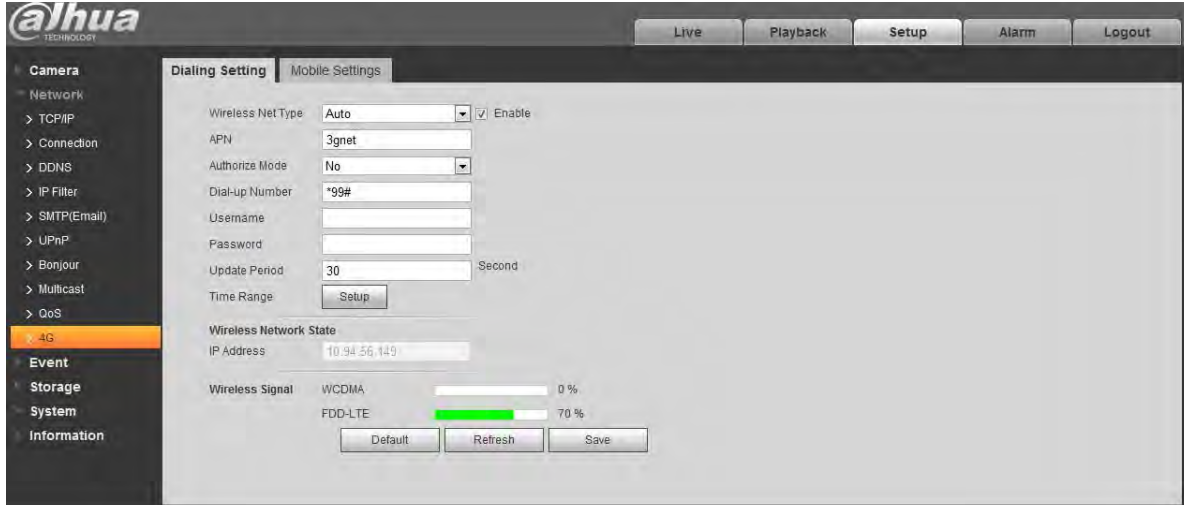 alhua
TECHNOLOGY
Live Playback Setup Alarm Logout
Camera
Network
TCP/IP
Connection
DDNS
IP Filter
SMTP(Email)
UPnP
Bonjour
Multicast
QoS
4G
Event
Storage
System
Information
Dialing Setting Mobile Settings
Wireless Net Type Auto Enable
APN 3gnet
Authorize Mode No
Dial-up Number *99#
Username
Password
Update Period 30 Second
Time Range Setup
Wireless Network State
IP Address 10.94.56.149
Wireless Signal WCDMA 0 %
FDD-LTE 70 %
Default Refresh Save